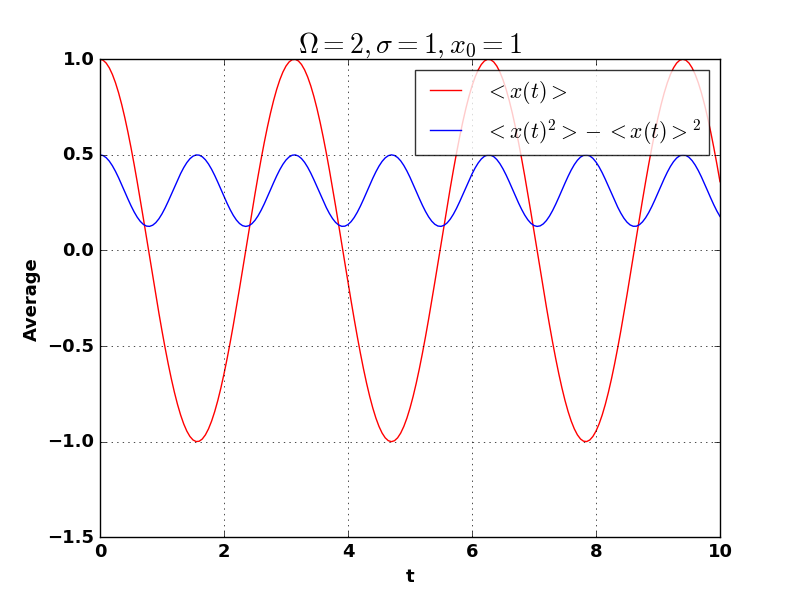 Ω = 2, σ = 1, x₀ = 1
< x(t) >
< x(t)² > − < x(t) >²
1.0
0.5
0.0
−0.5
−1.0
−1.5
Average
0 2 4 6 8 10
t